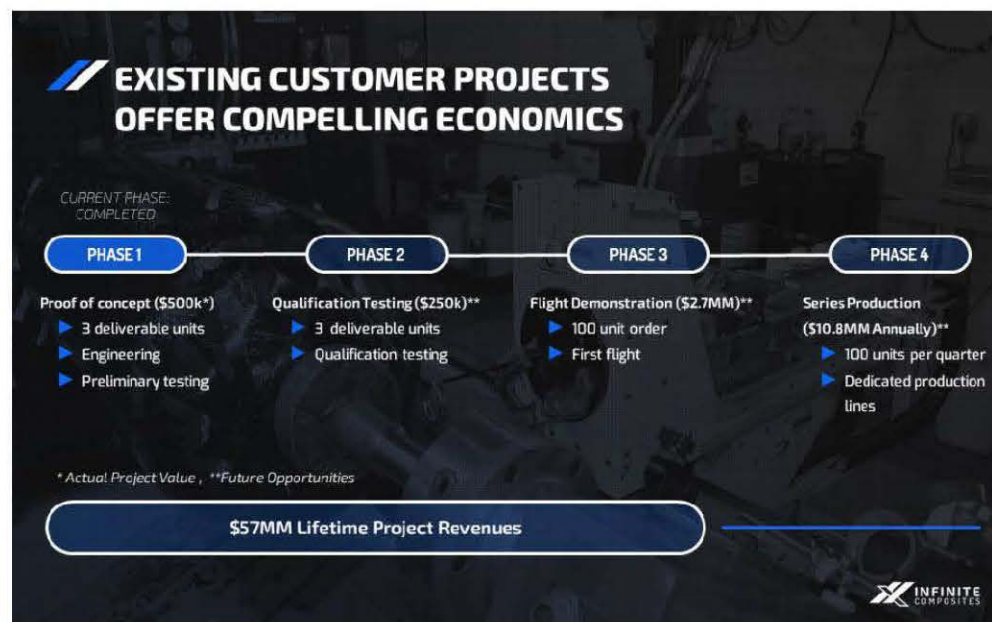 EXISTING CUSTOMER PROJECTS
OFFER COMPELLING ECONOMICS
CURRENT PHASE:
COMPLETED
PHASE 1
PHASE 2
PHASE 3
PHASE 4
Proof of concept ($500k*)
3 deliverable units
Engineering
Preliminary testing
Qualification Testing ($250k)**
3 deliverable units
Qualification testing
Flight Demonstration ($2.7MM)**
100 unit order
First flight
Series Production
($10.8MM Annually)**
100 units per quarter
Dedicated production
lines
* Actual Project Value , **Future Opportunities
$57MM Lifetime Project Revenues
INFINITE
COMPOSITES